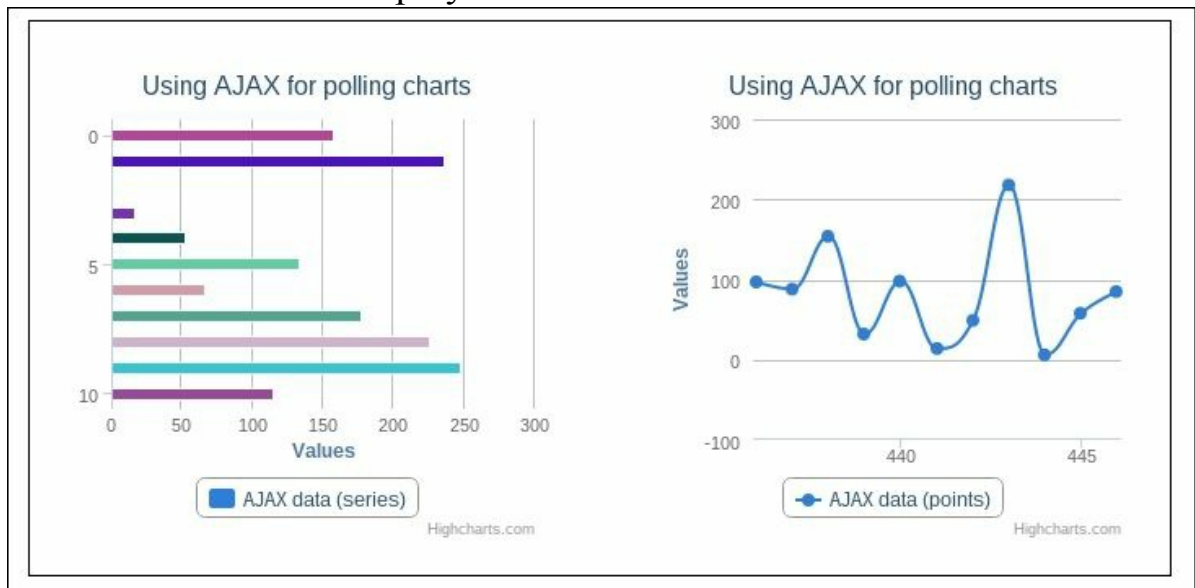 Using AJAX for polling charts
0
5
10
0 50 100 150 200 250 300
Values
AJAX data (series)
Highcharts.com
Using AJAX for polling charts
300
200
100
0
-100
Values
440 445
AJAX data (points)
Highcharts.com